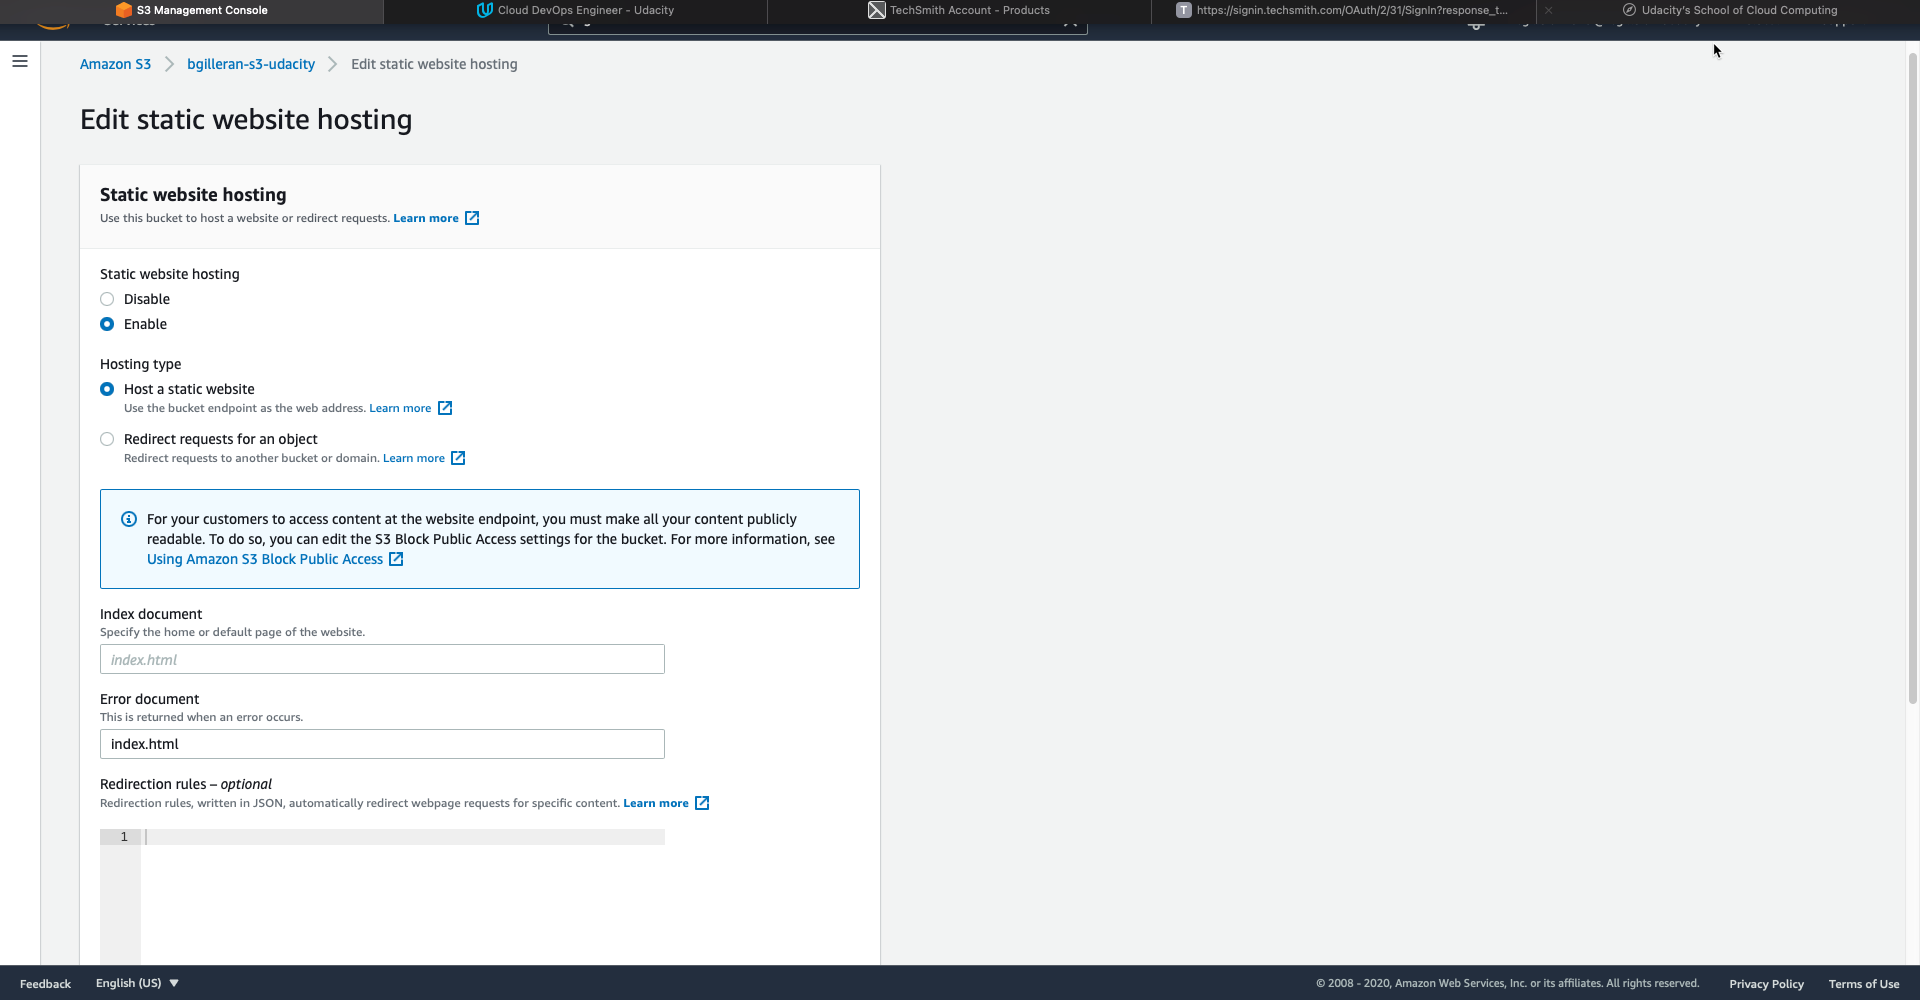 S3 Management Console
Cloud DevOps Engineer - Udacity
TechSmith Account - Products
https://signin.techsmith.com/OAuth/2/31/SignIn?response_t...
Udacity's School of Cloud Computing
Amazon S3
bgilleran-s3-udacity
Edit static website hosting
Edit static website hosting
Static website hosting
Use this bucket to host a website or redirect requests. Learn more
Static website hosting
Disable
Enable
Hosting type
Host a static website
Use the bucket endpoint as the web address. Learn more
Redirect requests for an object
Redirect requests to another bucket or domain. Learn more
For your customers to access content at the website endpoint, you must make all your content publicly
readable. To do so, you can edit the S3 Block Public Access settings for the bucket. For more information, see
Using Amazon S3 Block Public Access
Index document
Specify the home or default page of the website.
index.html
Error document
This is returned when an error occurs.
index.html
Redirection rules – optional
Redirection rules, written in JSON, automatically redirect webpage requests for specific content. Learn more
1
Feedback
English (US)
© 2008 - 2020, Amazon Web Services, Inc. or its affiliates. All rights reserved.
Privacy Policy
Terms of Use